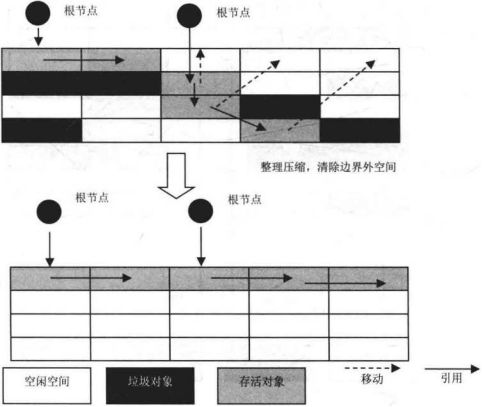 根节点
根节点
整理压缩，清除边界外空间
根节点
根节点
空闲空间
垃圾对象
存活对象
移动
引用